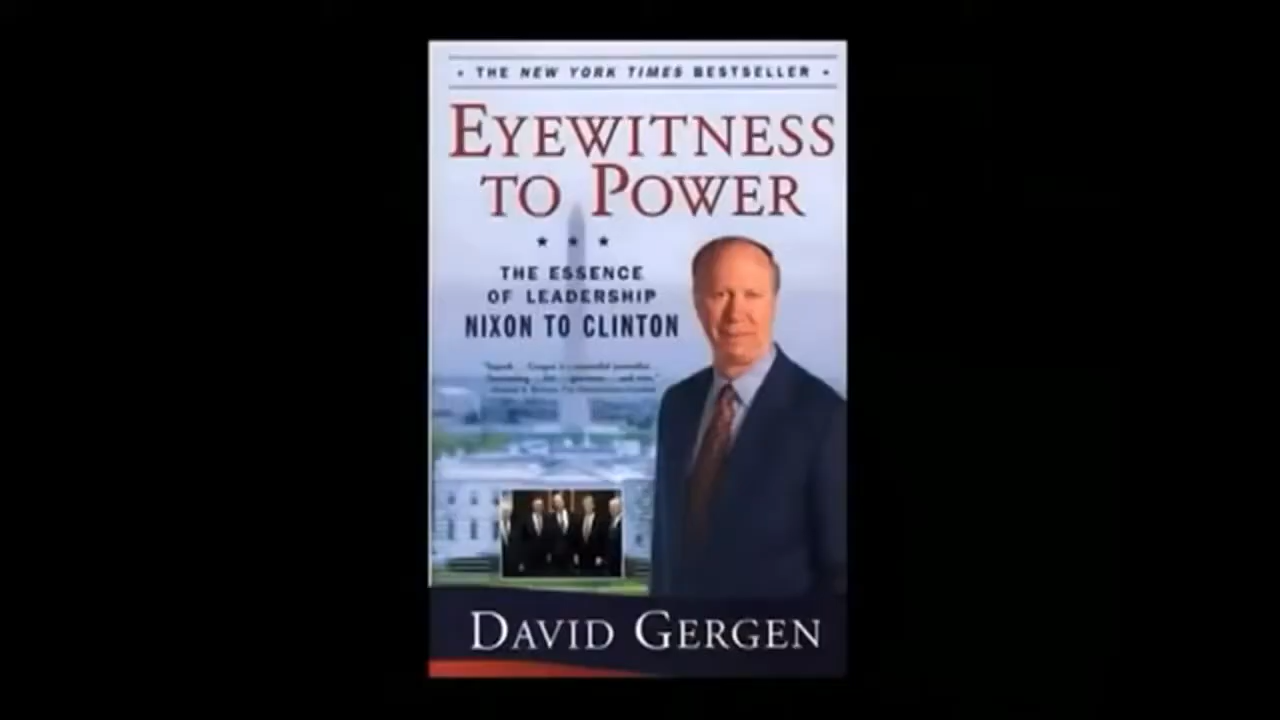 • THE NEW YORK TIMES BESTSELLER •
EYEWITNESS
TO POWER
★ ★ ★
THE ESSENCE
OF LEADERSHIP
NIXON TO CLINTON
DAVID GERGEN